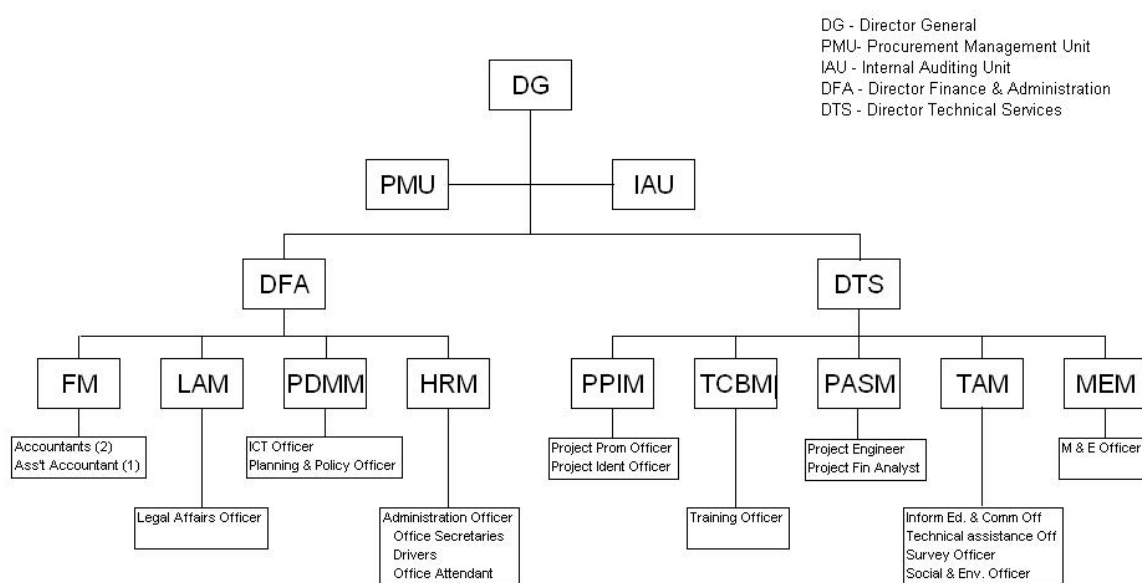 DG - Director General
PMU- Procurement Management Unit
IAU - Internal Auditing Unit
DFA - Director Finance & Administration
DTS - Director Technical Services
DG
PMU
IAU
DFA
DTS
FM
LAM
PDMM
HRM
PPIM
TCBM
PASM
TAM
MEM
Accountants (2)
Ass't Accountant (1)
ICT Officer
Planning & Policy Officer
Project Prom Officer
Project Ident Officer
Project Engineer
Project Fin Analyst
M & E Officer
Legal Affairs Officer
Administration Officer
Office Secretaries
Drivers
Office Attendant
Training Officer
Inform Ed. & Comm Off
Technical assistance Off
Survey Officer
Social & Env. Officer